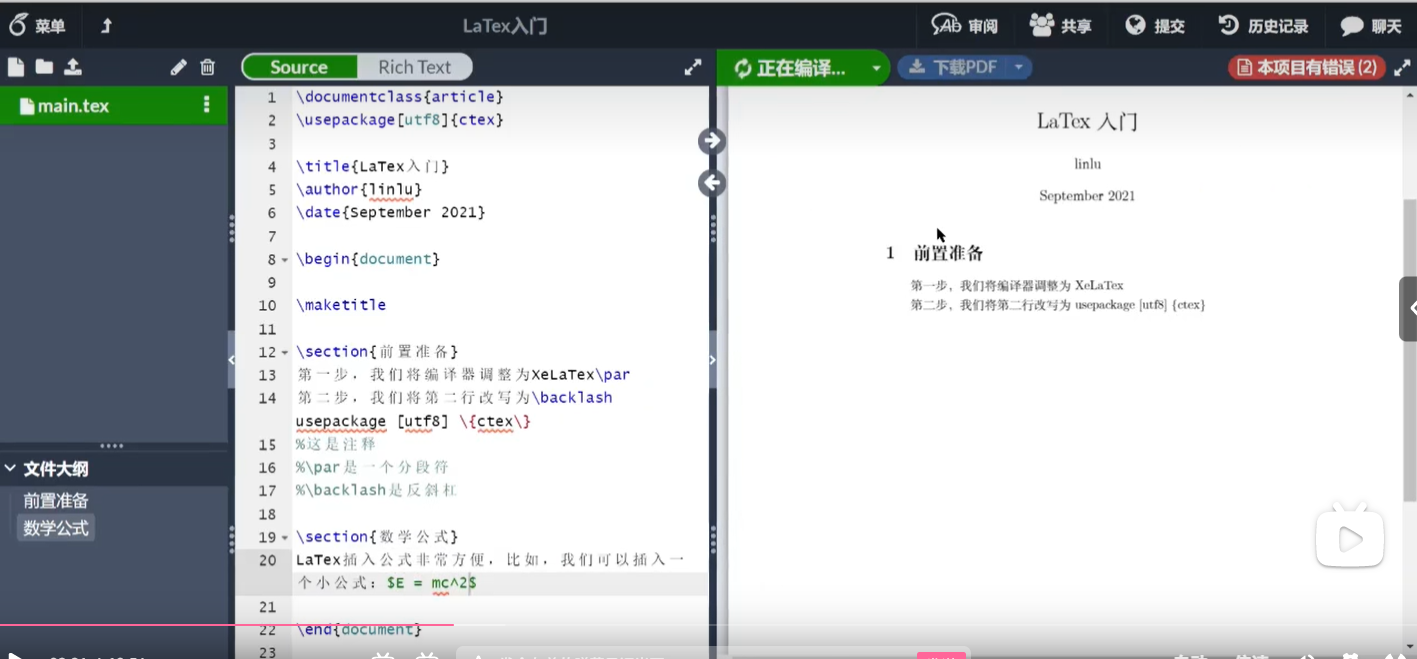 菜单
LaTex入门
审阅
共享
提交
历史记录
聊天
Source
Rich Text
正在编译...
下载PDF
本项目有错误 (2)
main.tex
1 \documentclass{article}
2 \usepackage[utf8]{ctex}
3
4 \title{LaTex入门}
5 \author{linlu}
6 \date{September 2021}
7
8 \begin{document}
9
10 \maketitle
11
12 \section{前置准备}
13 第一步，我们将编译器调整为XeLaTex\par
14 第二步，我们将第二行改写为\backlash
usepackage [utf8] \{ctex\}
15 %这是注释
16 %\par是一个分段符
17 %\backlash是反斜杠
18
19 \section{数学公式}
20 LaTex插入公式非常方便，比如，我们可以插入一
个小公式：$E = mc^2$
21
22 \end{document}
23
文件大纲
前置准备
数学公式
LaTex 入门
linlu
September 2021
1 前置准备
第一步，我们将编译器调整为 XeLaTex
第二步，我们将第二行改写为 usepackage [utf8] {ctex}